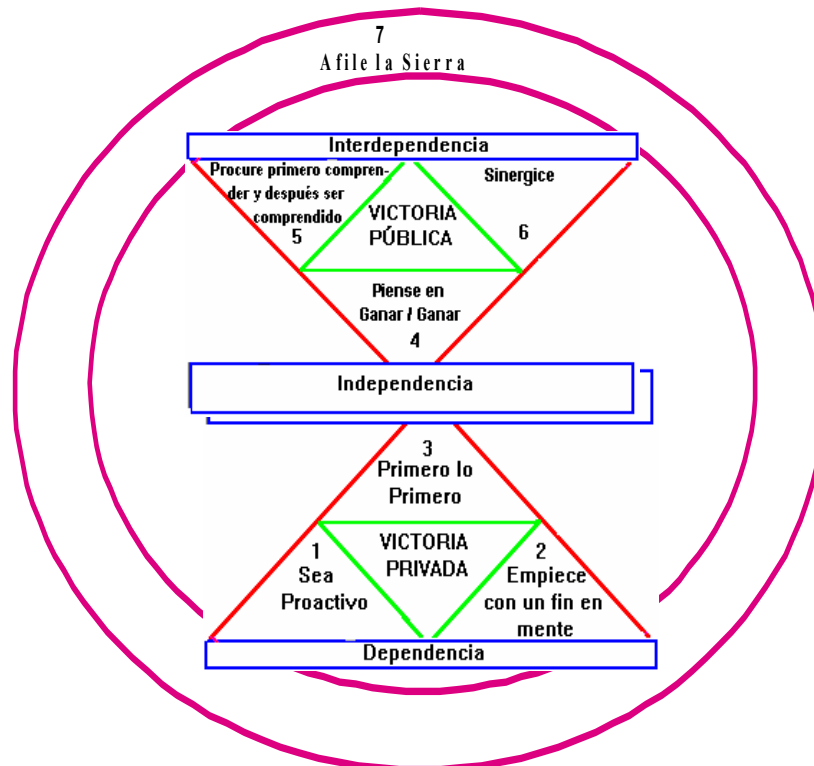 7
Afile la Sierra
Interdependencia
Procure primero compren-
der y después ser
comprendido
5
VICTORIA
PÚBLICA
Sinergice
6
Piense en
Ganar / Ganar
4
Independencia
3
Primero lo
Primero
1
Sea
Proactivo
VICTORIA
PRIVADA
2
Empiece
con un fin en
mente
Dependencia